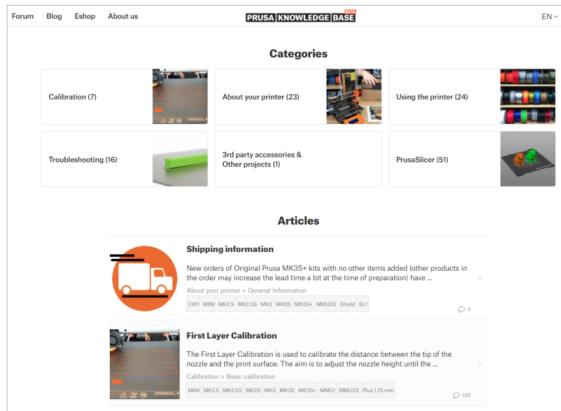 Forum Blog Eshop About us
PRUSA KNOWLEDGE BASE
BETA
EN
Categories
Calibration (7)
About your printer (23)
Using the printer (24)
Troubleshooting (16)
3rd party accessories &
Other projects (1)
PrusaSlicer (51)
Articles
Shipping information
New orders of Original Prusa MK3S+ kits with no other items added (other products in
the order may increase the lead time a bit at the time of preparation) have ...
About your printer > General Information
CW1 MINI MK2.5 MK2.5S MK3 MK3S MK3S+ MMU2S Shield SL1
0
First Layer Calibration
The First Layer Calibration is used to calibrate the distance between the tip of the
nozzle and the print surface. The aim is to adjust the nozzle height until the ...
Calibration > Basic calibration
MINI MK2.5 MK2.5S MK2S MK3 MK3S MK3S+ MMU1 MMU2S Plus 1.75 mm
106